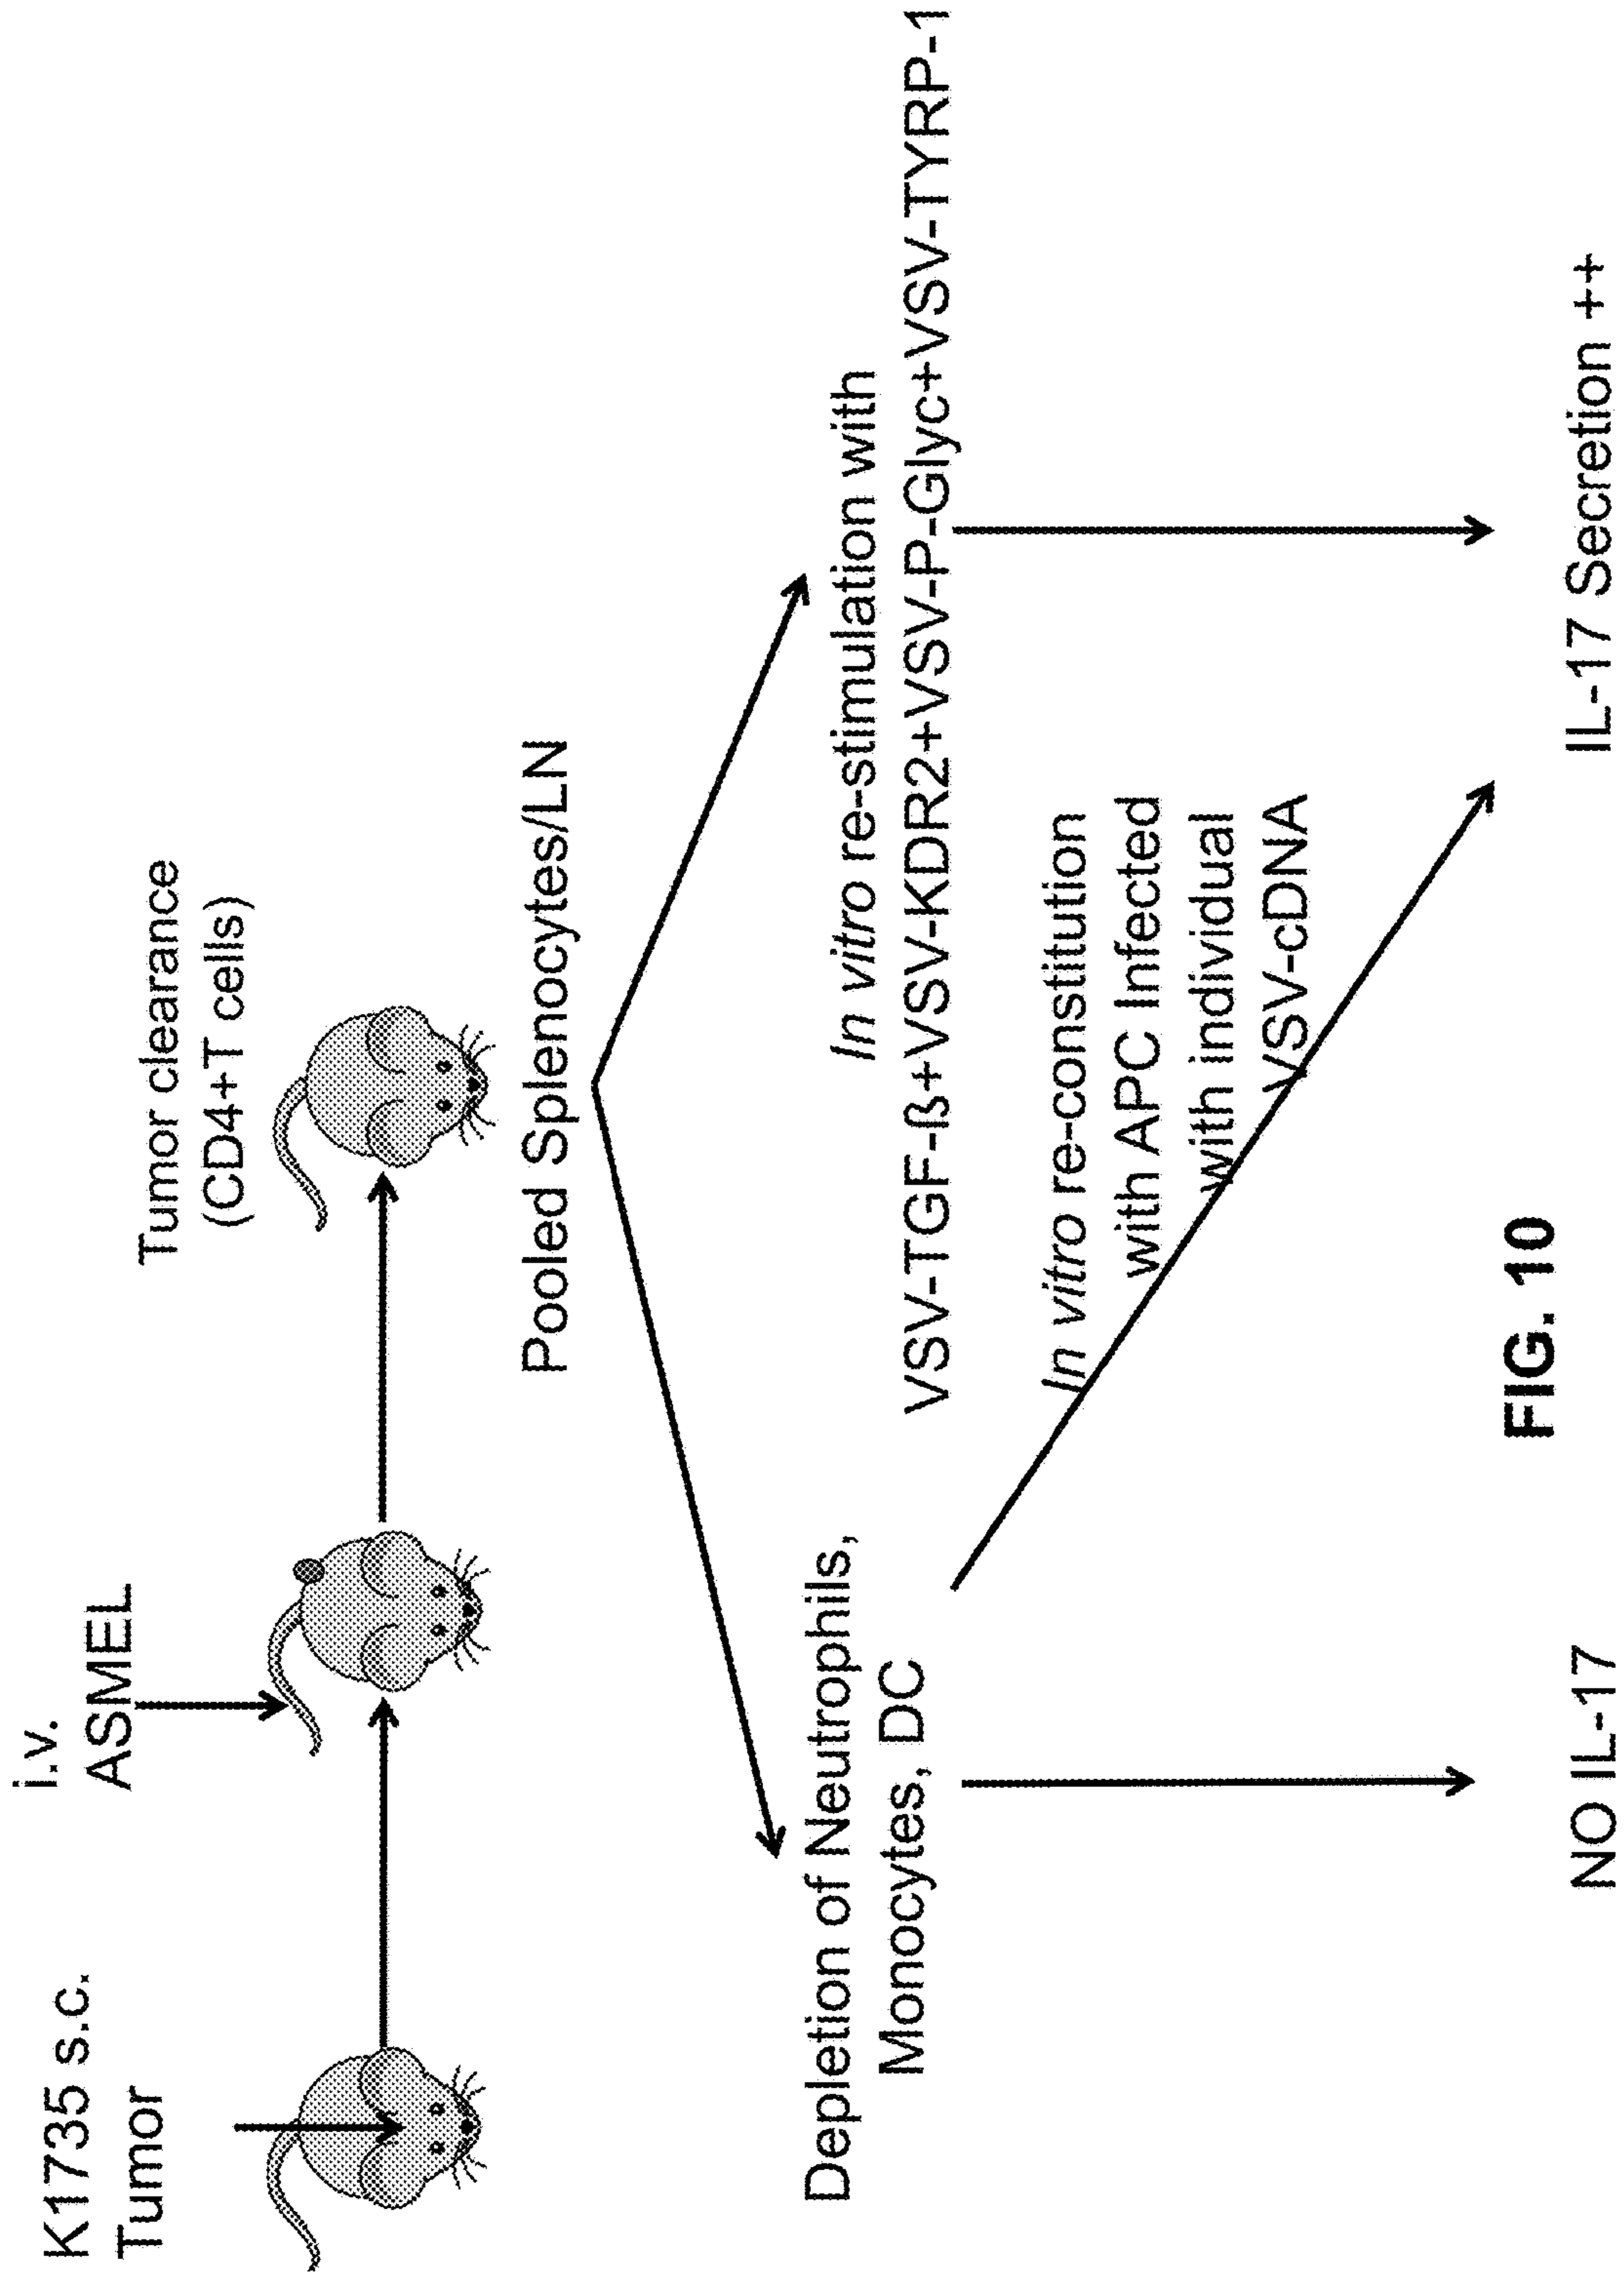 K1735 s.c.
Tumor
i.v.
ASMEL
Tumor clearance
(CD4+T cells)
Pooled Splenocytes/LN
Depletion of Neutrophils,
Monocytes, DC
In vitro re-stimulation with
VSV-TGF-ß+VSV-KDR2+VSV-P-Glyc+VSV-TYRP-1
In vitro re-constitution
with APC Infected
with individual
VSV-cDNA
NO IL-17
IL-17 Secretion ++
FIG. 10